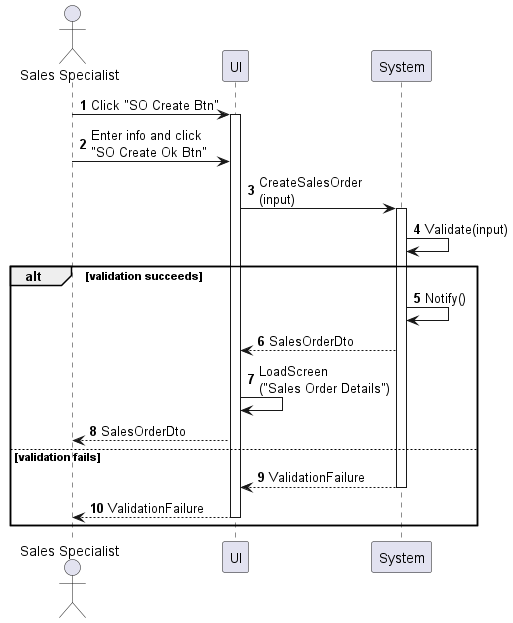 Sales Specialist
UI
System
1 Click "SO Create Btn"
2 Enter info and click
"SO Create Ok Btn"
3 CreateSalesOrder
(input)
4 Validate(input)
alt [validation succeeds]
5 Notify()
6 SalesOrderDto
7 LoadScreen
("Sales Order Details")
8 SalesOrderDto
[validation fails]
9 ValidationFailure
10 ValidationFailure
Sales Specialist
UI
System